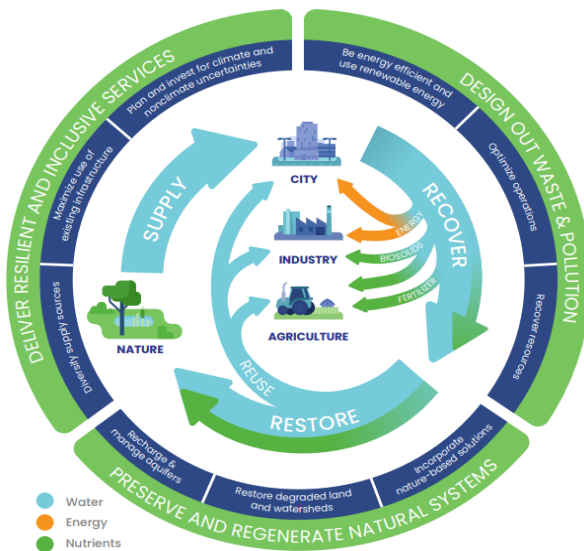 DELIVER RESILIENT AND INCLUSIVE SERVICES
Plan and invest for climate and
nonclimate uncertainties
Maximize use of
existing infrastructure
Diversify supply sources
DESIGN OUT WASTE & POLLUTION
Be energy efficient and
use renewable energy
Optimize operations
Recover resources
PRESERVE AND REGENERATE NATURAL SYSTEMS
Recharge &
manage aquifers
Restore degraded land
and watersheds
Incorporate
nature-based solutions
SUPPLY
CITY
RECOVER
ENERGY
INDUSTRY
BIOSOLIDS
FERTILIZER
AGRICULTURE
NATURE
REUSE
RESTORE
Water
Energy
Nutrients